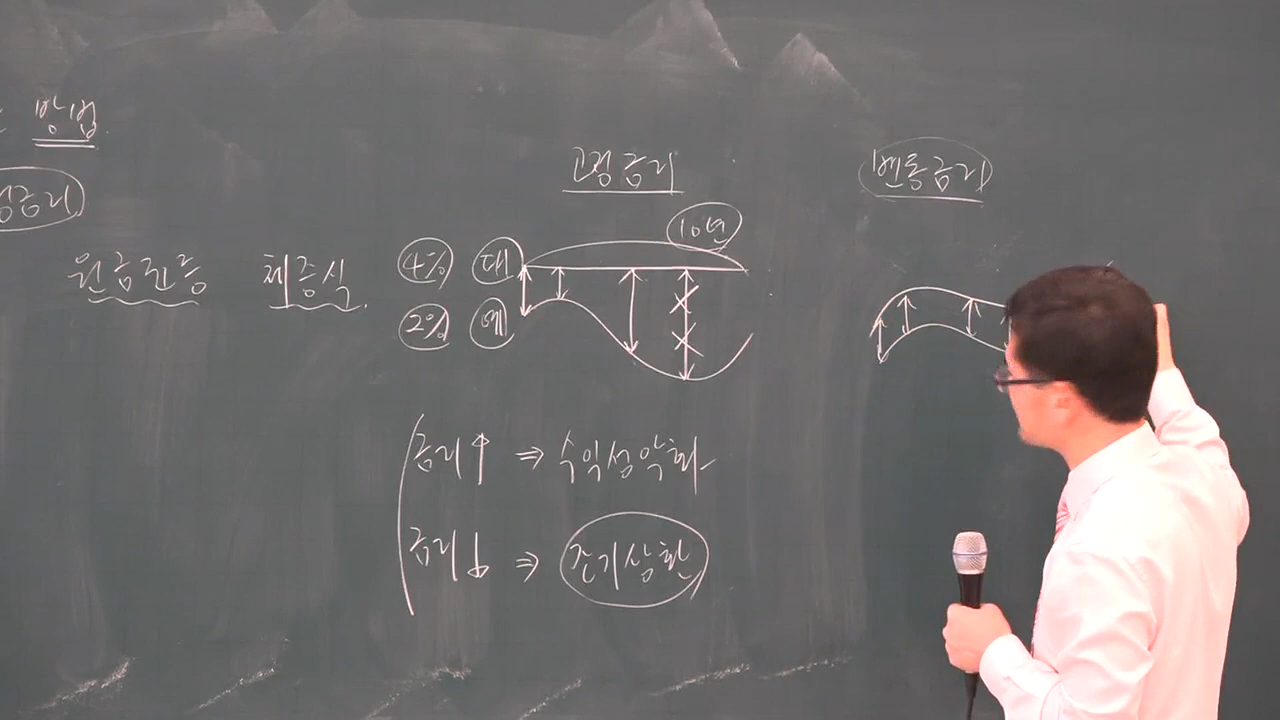 방법
고정금리
변동금리
정금리
10년
원금균등 체증식
4% 대
2% 예
금리↑ ⇒ 수익성악화
금리↓ ⇒ 조기상환